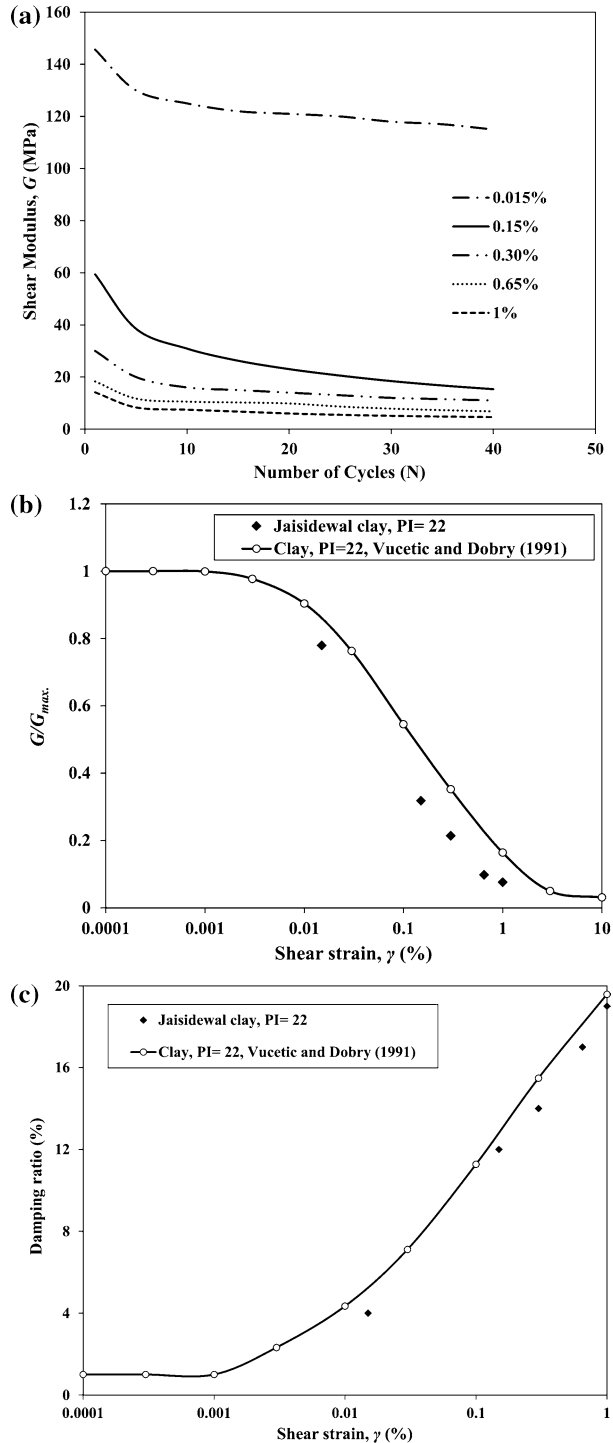 (a)
160
140
120
100
80
60
40
20
0
Shear Modulus, G (MPa)
0.015%
0.15%
0.30%
0.65%
1%
0 10 20 30 40 50
Number of Cycles (N)
(b)
1.2
1
0.8
0.6
0.4
0.2
0
G/Gmax.
Jaisidewal clay, PI= 22
Clay, PI=22, Vucetic and Dobry (1991)
0.0001 0.001 0.01 0.1 1 10
Shear strain, γ (%)
(c)
20
16
12
8
4
0
Damping ratio (%)
Jaisidewal clay, PI= 22
Clay, PI= 22, Vucetic and Dobry (1991)
0.0001 0.001 0.01 0.1 1
Shear strain, γ (%)